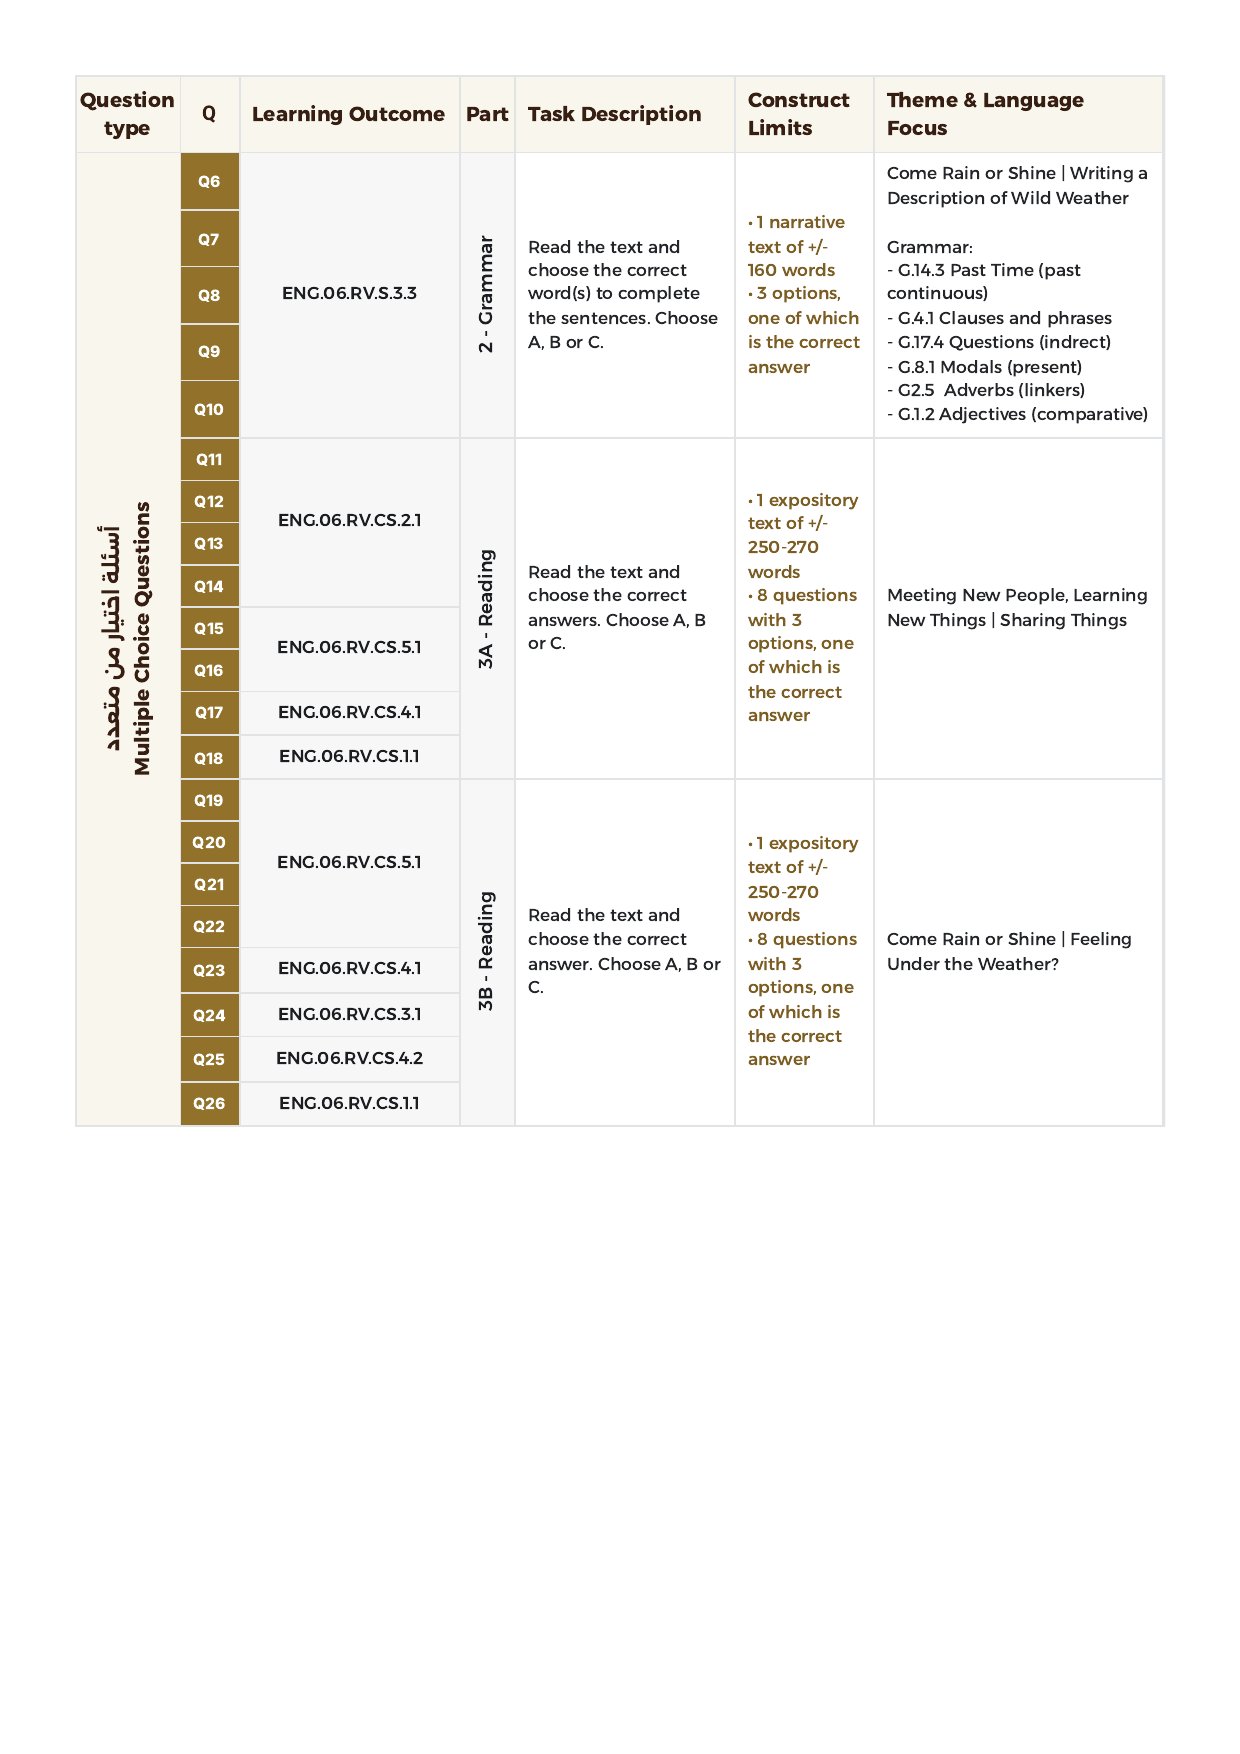 Question
type
Q
Learning Outcome
Part
Task Description
Construct
Limits
Theme & Language
Focus
أسئلة اختيار من متعدد
Multiple Choice Questions
Q6
Q7
Q8
Q9
Q10
ENG.06.RV.S.3.3
2 - Grammar
Read the text and
choose the correct
word(s) to complete
the sentences. Choose
A, B or C.
• 1 narrative
text of +/-
160 words
• 3 options,
one of which
is the correct
answer
Come Rain or Shine | Writing a
Description of Wild Weather
Grammar:
- G.14.3 Past Time (past
continuous)
- G.4.1 Clauses and phrases
- G.17.4 Questions (indrect)
- G.8.1 Modals (present)
- G2.5  Adverbs (linkers)
- G.1.2 Adjectives (comparative)
Q11
Q12
Q13
Q14
ENG.06.RV.CS.2.1
Q15
Q16
ENG.06.RV.CS.5.1
Q17
ENG.06.RV.CS.4.1
Q18
ENG.06.RV.CS.1.1
3A - Reading
Read the text and
choose the correct
answers. Choose A, B
or C.
• 1 expository
text of +/-
250-270
words
• 8 questions
with 3
options, one
of which is
the correct
answer
Meeting New People, Learning
New Things | Sharing Things
Q19
Q20
Q21
Q22
ENG.06.RV.CS.5.1
Q23
ENG.06.RV.CS.4.1
Q24
ENG.06.RV.CS.3.1
Q25
ENG.06.RV.CS.4.2
Q26
ENG.06.RV.CS.1.1
3B - Reading
Read the text and
choose the correct
answer. Choose A, B or
C.
• 1 expository
text of +/-
250-270
words
• 8 questions
with 3
options, one
of which is
the correct
answer
Come Rain or Shine | Feeling
Under the Weather?